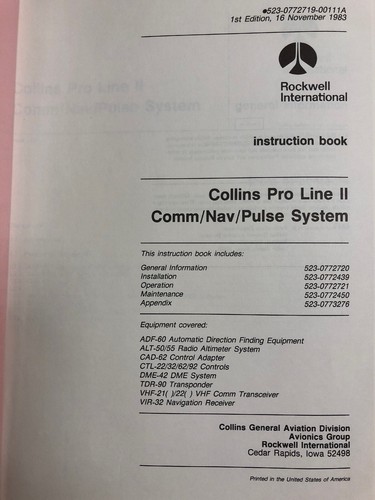 ●523-0772719-00111A
1st Edition, 16 November 1983
Rockwell
International
instruction book
Collins Pro Line II
Comm/Nav/Pulse System
This instruction book includes:
General Information 523-0772720
Installation 523-0772439
Operation 523-0772721
Maintenance 523-0772450
Appendix 523-0773276
Equipment covered:
ADF-60 Automatic Direction Finding Equipment
ALT-50/55 Radio Altimeter System
CAD-62 Control Adapter
CTL-22/32/62/92 Controls
DME-42 DME System
TDR-90 Transponder
VHF-21( )/22( ) VHF Comm Transceiver
VIR-32 Navigation Receiver
Collins General Aviation Division
Avionics Group
Rockwell International
Cedar Rapids, Iowa 52498
Printed in the United States of America